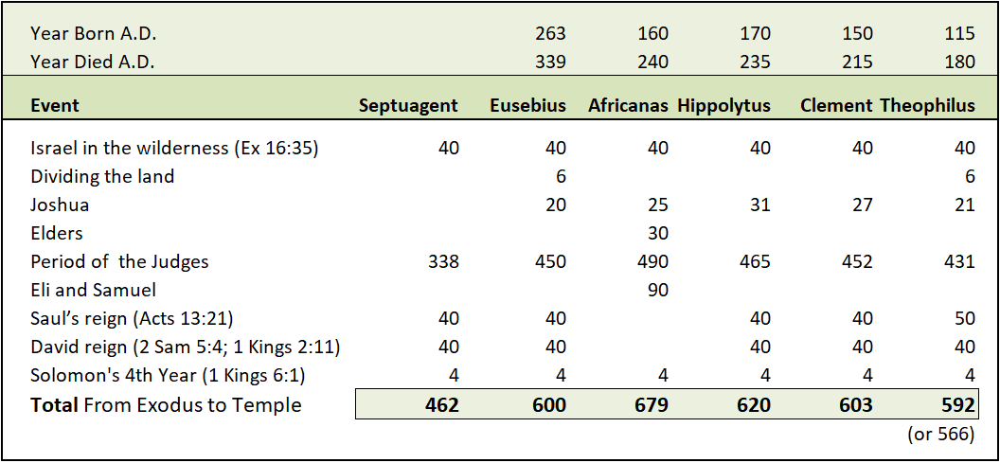 Year Born A.D. 263 160 170 150 115
Year Died A.D. 339 240 235 215 180
Event Septuagent Eusebius Africanas Hippolytus Clement Theophilus
Israel in the wilderness (Ex 16:35) 40 40 40 40 40 40
Dividing the land 6 6
Joshua 20 25 31 27 21
Elders 30
Period of the Judges 338 450 490 465 452 431
Eli and Samuel 90
Saul’s reign (Acts 13:21) 40 40 40 40 50
David reign (2 Sam 5:4; 1 Kings 2:11) 40 40 40 40 40
Solomon's 4th Year (1 Kings 6:1) 4 4 4 4 4 4
Total From Exodus to Temple 462 600 679 620 603 592
(or 566)